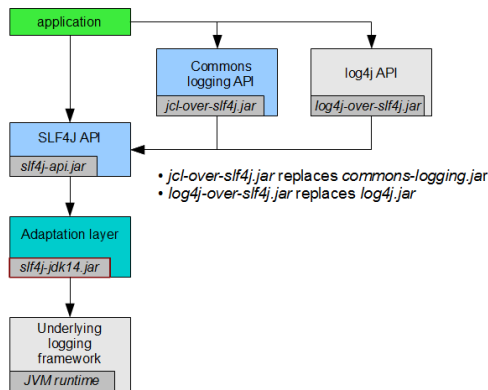 application
Commons
logging API
jcl-over-slf4j.jar
log4j API
log4j-over-slf4j.jar
SLF4J API
slf4j-api.jar
• jcl-over-slf4j.jar replaces commons-logging.jar
• log4j-over-slf4j.jar replaces log4j.jar
Adaptation layer
slf4j-jdk14.jar
Underlying
logging
framework
JVM runtime